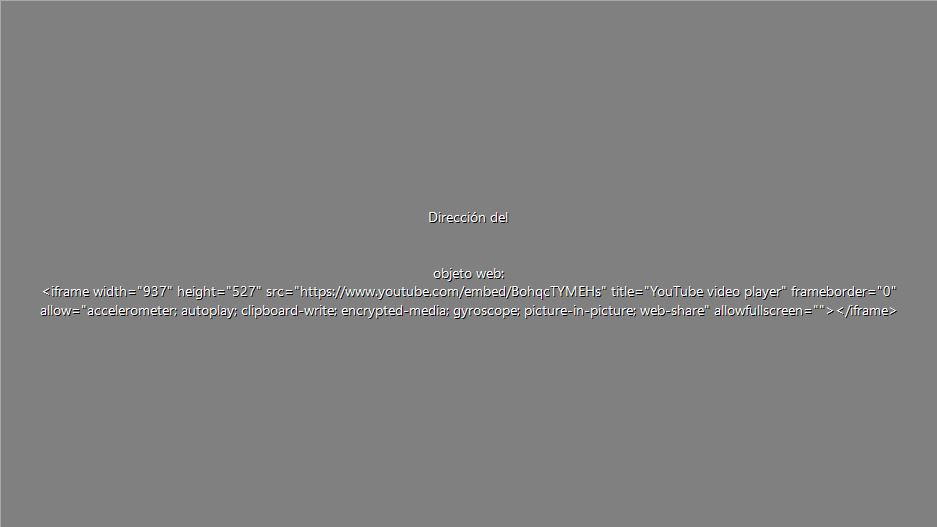 Dirección del
objeto web:
<iframe width="937" height="527" src="https://www.youtube.com/embed/BohqcTYMEHs" title="YouTube video player" frameborder="0"
allow="accelerometer; autoplay; clipboard-write; encrypted-media; gyroscope; picture-in-picture; web-share" allowfullscreen=""></iframe>